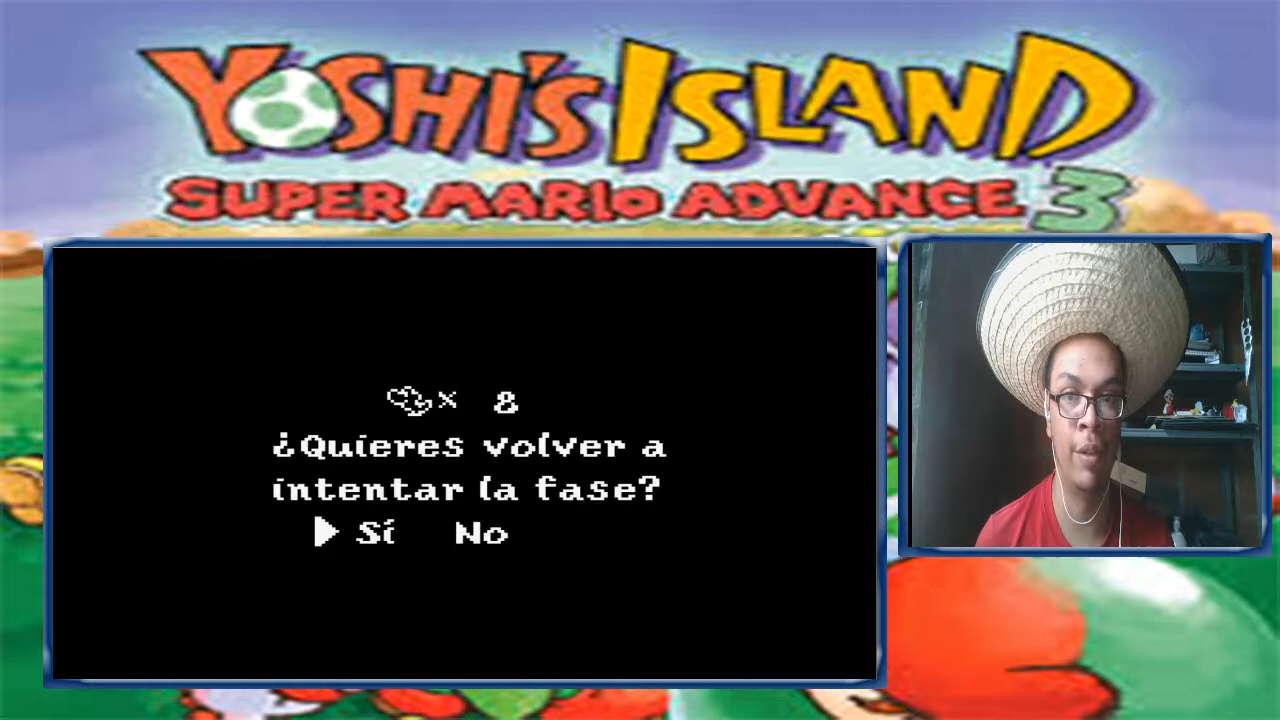 YOSHI'S ISLAND
SUPER MARIO ADVANCE 3
× 8
¿Quieres volver a
intentar la fase?
Sí No